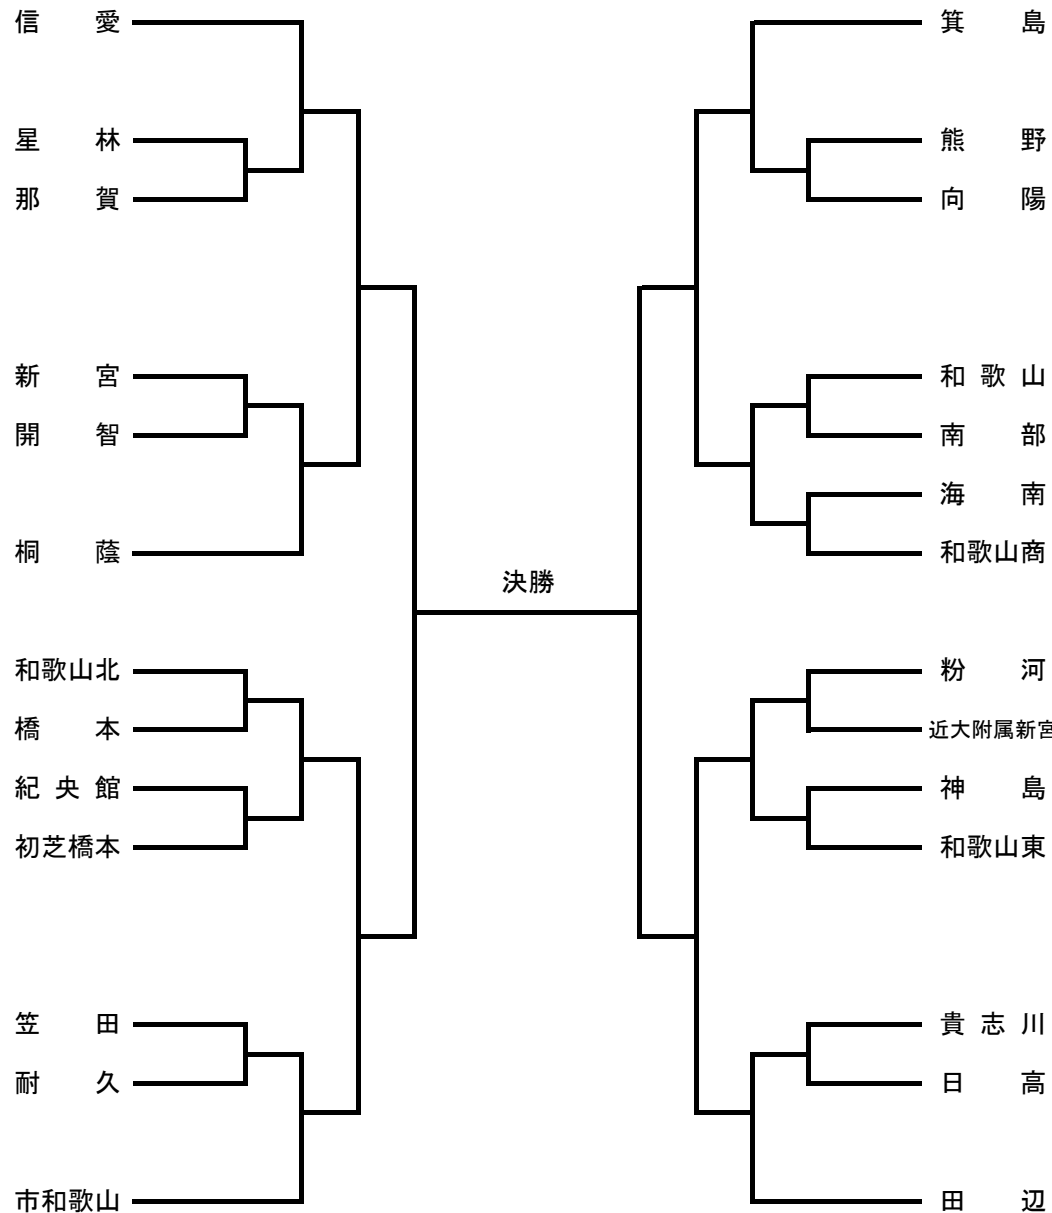 信愛
星林
那賀
新宮
開智
桐蔭
和歌山北
橋本
紀央館
初芝橋本
笠田
耐久
市和歌山
決勝
箕島
熊野
向陽
和歌山
南部
海南
和歌山商
粉河
近大附属新宮
神島
和歌山東
貴志川
日高
田辺